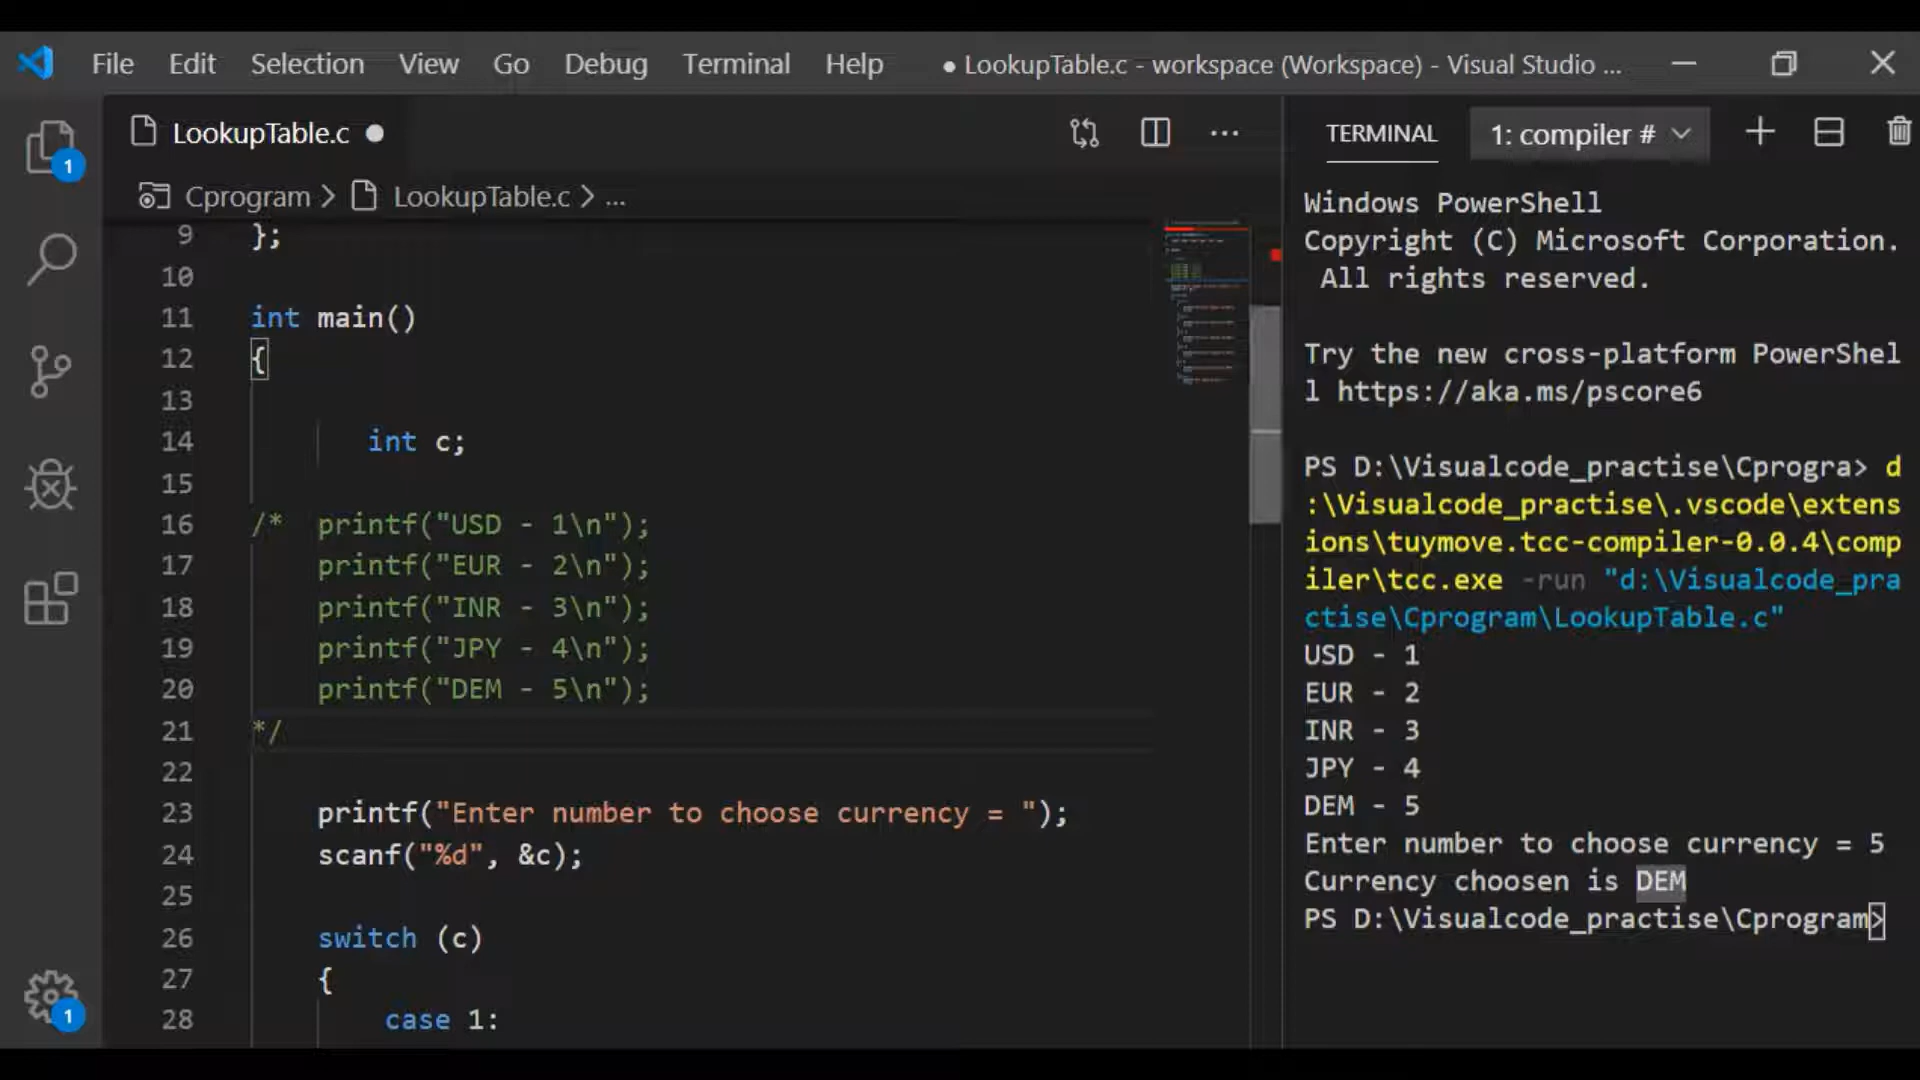 File Edit Selection View Go Debug Terminal Help ● LookupTable.c - workspace (Workspace) - Visual Studio ...
1
LookupTable.c ●
Cprogram > LookupTable.c > ...
9 };
10
11 int main()
12 {
13
14 int c;
15
16 /* printf("USD - 1\n");
17 printf("EUR - 2\n");
18 printf("INR - 3\n");
19 printf("JPY - 4\n");
20 printf("DEM - 5\n");
21 */
22
23 printf("Enter number to choose currency = ");
24 scanf("%d", &c);
25
26 switch (c)
27 {
28 case 1:
1
TERMINAL 1: compiler #
Windows PowerShell
Copyright (C) Microsoft Corporation.
All rights reserved.
Try the new cross-platform PowerShel
l https://aka.ms/pscore6
PS D:\Visualcode_practise\Cprogra> d
:\Visualcode_practise\.vscode\extens
ions\tuymove.tcc-compiler-0.0.4\comp
iler\tcc.exe -run "d:\Visualcode_pra
ctise\Cprogram\LookupTable.c"
USD - 1
EUR - 2
INR - 3
JPY - 4
DEM - 5
Enter number to choose currency = 5
Currency choosen is DEM
PS D:\Visualcode_practise\Cprogram>